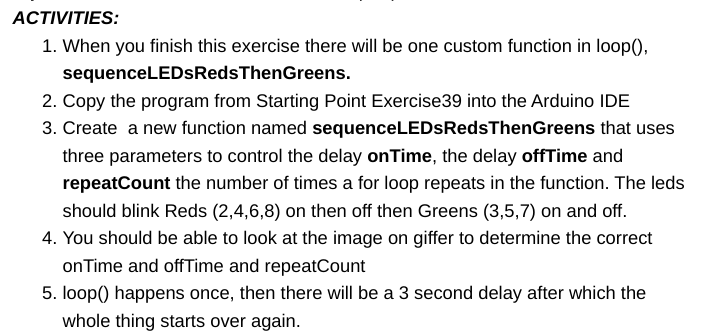 ACTIVITIES:
1. When you finish this exercise there will be one custom function in loop(),
sequenceLEDsRedsThenGreens.
2. Copy the program from Starting Point Exercise39 into the Arduino IDE
3. Create  a new function named sequenceLEDsRedsThenGreens that uses
three parameters to control the delay onTime, the delay offTime and
repeatCount the number of times a for loop repeats in the function. The leds
should blink Reds (2,4,6,8) on then off then Greens (3,5,7) on and off.
4. You should be able to look at the image on giffer to determine the correct
onTime and offTime and repeatCount
5. loop() happens once, then there will be a 3 second delay after which the
whole thing starts over again.